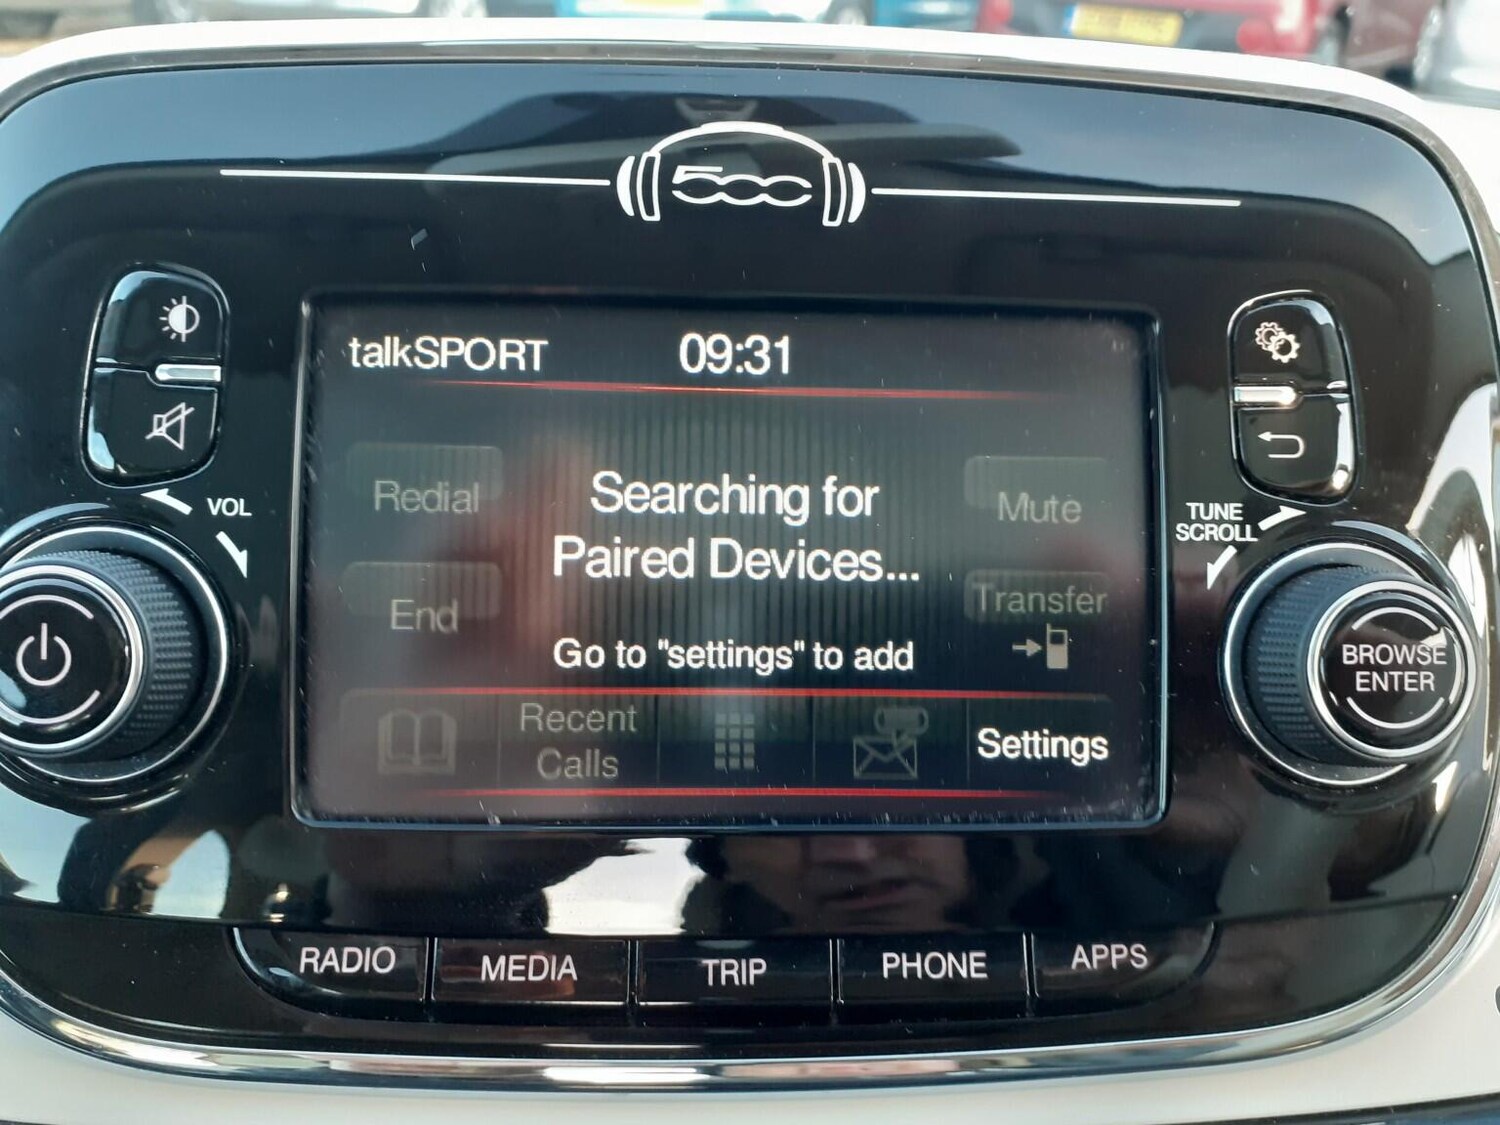 500
talkSPORT 09:31
VOL
TUNE
SCROLL
Redial
Searching for
Paired Devices...
Mute
End
Transfer
Go to "settings" to add
Recent
Calls
Settings
BROWSE
ENTER
RADIO MEDIA TRIP PHONE APPS